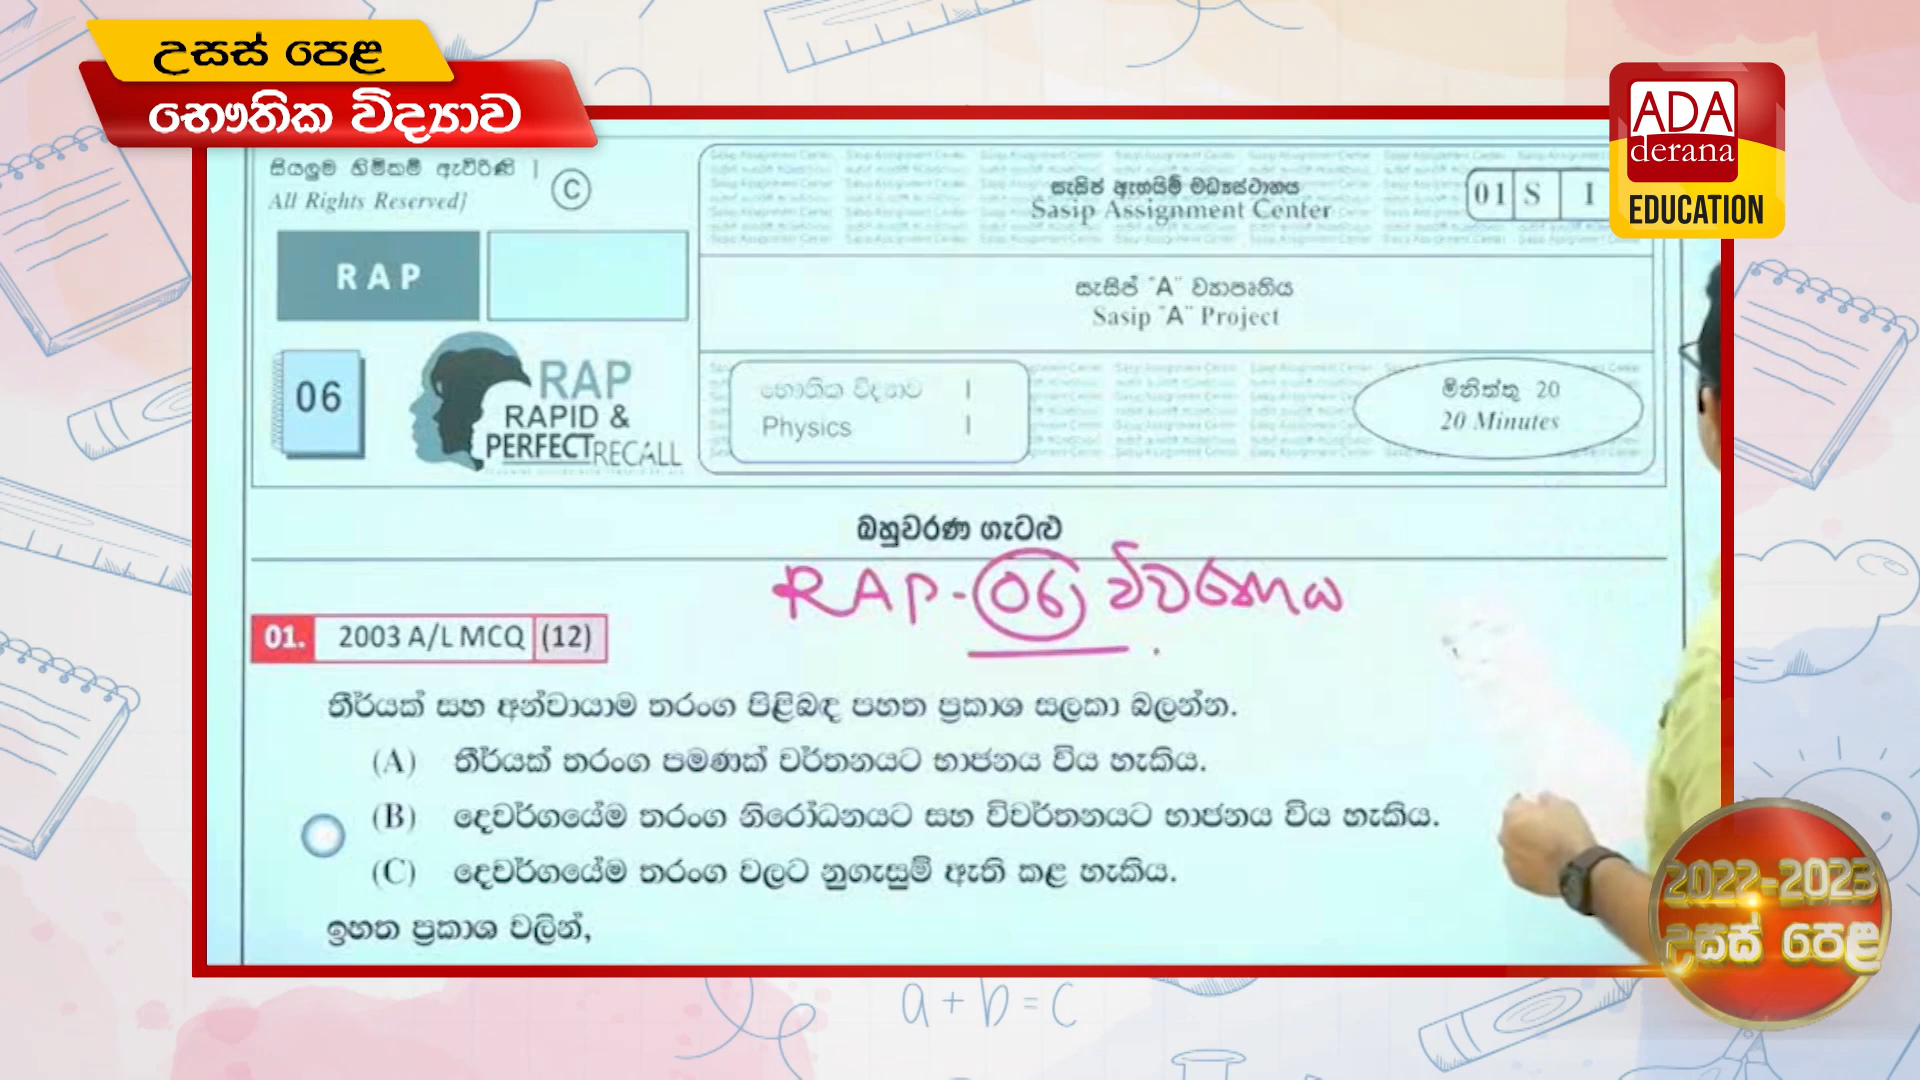 උසස් පෙළ
භෞතික විද්‍යාව
ADA
derana
EDUCATION
සියලුම හිමිකම් ඇවිරිණි
All Rights Reserved]
©
සැසිප් ඇගයීම් මධ්‍යස්ථානය
Sasip Assignment Center
01 S I
RAP
සැසිප් "A" ව්‍යාපෘතිය
Sasip "A" Project
06
RAP
RAPID &
PERFECT RECALL
භෞතික විද්‍යාව I
Physics I
මිනිත්තු 20
20 Minutes
බහුවරණ ගැටළු
RAP - 06 විවරණය
01. 2003 A/L MCQ (12)
තීර්යක් සහ අන්වායාම තරංග පිළිබඳ පහත ප්‍රකාශ සලකා බලන්න.
(A) තීර්යක් තරංග පමණක් වර්තනයට භාජනය විය හැකිය.
(B) දෙවර්ගයේම තරංග නිරෝධනයට සහ විවර්තනයට භාජනය විය හැකිය.
(C) දෙවර්ගයේම තරංග වලට නුගැසුම් ඇති කළ හැකිය.
ඉහත ප්‍රකාශ වලින්,
2022-2023
උසස් පෙළ
a + b = c